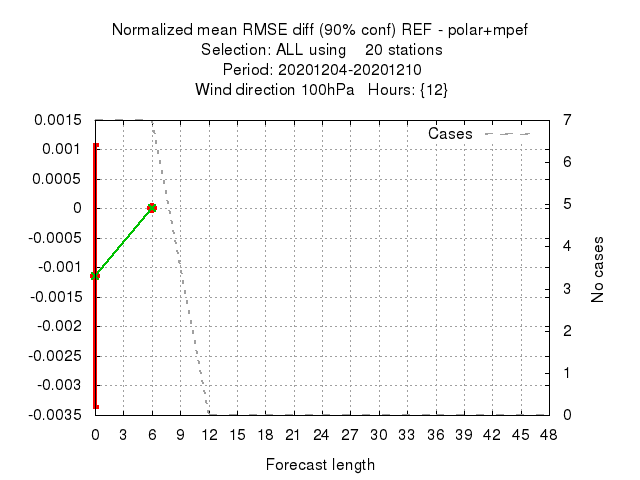 Normalized mean RMSE diff (90% conf) REF - polar+mpef
Selection: ALL using 20 stations
Period: 20201204-20201210
Wind direction 100hPa Hours: {12}
Cases
0.0015
0.001
0.0005
0
-0.0005
-0.001
-0.0015
-0.002
-0.0025
-0.003
-0.0035
7
6
5
4
3
2
1
0
No cases
0 3 6 9 12 15 18 21 24 27 30 33 36 39 42 45 48
Forecast length